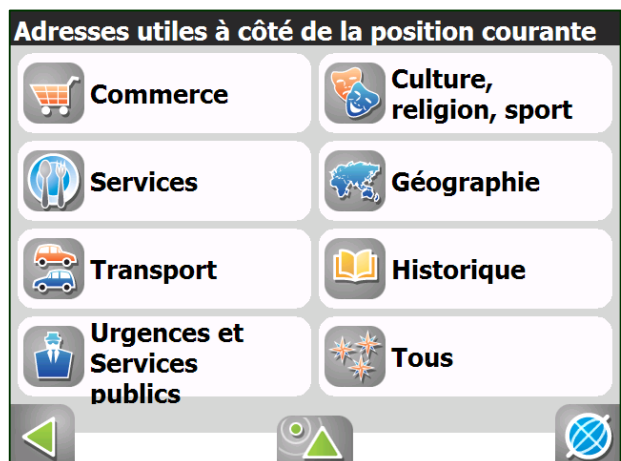 Adresses utiles à côté de la position courante
Commerce
Culture,
religion, sport
Services
Géographie
Transport
Historique
Urgences et
Services
publics
Tous